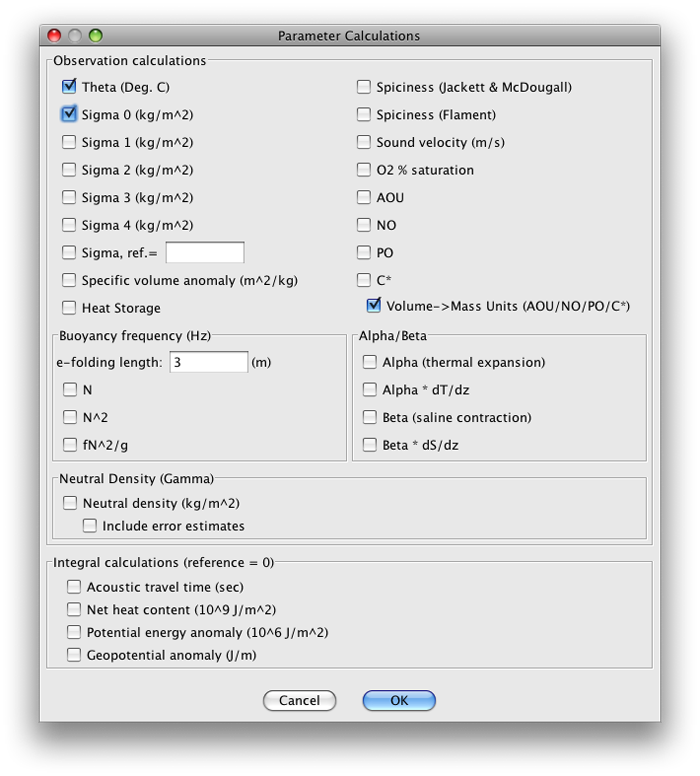 Parameter Calculations
Observation calculations
Theta (Deg. C)
Sigma 0 (kg/m^2)
Sigma 1 (kg/m^2)
Sigma 2 (kg/m^2)
Sigma 3 (kg/m^2)
Sigma 4 (kg/m^2)
Sigma, ref.=
Specific volume anomaly (m^2/kg)
Heat Storage
Spiciness (Jackett & McDougall)
Spiciness (Flament)
Sound velocity (m/s)
O2 % saturation
AOU
NO
PO
C*
Volume->Mass Units (AOU/NO/PO/C*)
Buoyancy frequency (Hz)
e-folding length: 3 (m)
N
N^2
fN^2/g
Alpha/Beta
Alpha (thermal expansion)
Alpha * dT/dz
Beta (saline contraction)
Beta * dS/dz
Neutral Density (Gamma)
Neutral density (kg/m^2)
Include error estimates
Integral calculations (reference = 0)
Acoustic travel time (sec)
Net heat content (10^9 J/m^2)
Potential energy anomaly (10^6 J/m^2)
Geopotential anomaly (J/m)
Cancel OK